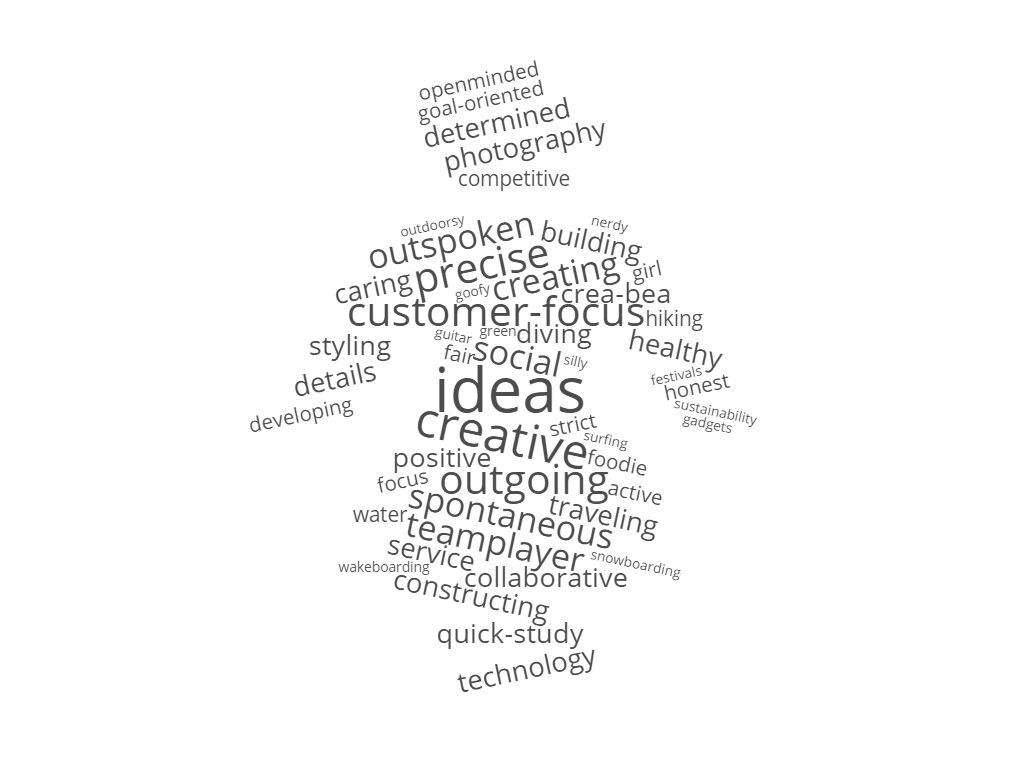 openminded
goal-oriented
determined
photography
competitive
outdoorsy
nerdy
outspoken
building
precise
creating
girl
caring
goofy
crea-bea
customer-focus
hiking
guitar
green
diving
styling
fair
social
silly
healthy
details
ideas
festivals
honest
developing
creative
strict
sustainability
gadgets
surfing
positive
foodie
focus
outgoing
active
spontaneous
traveling
water
teamplayer
service
snowboarding
wakeboarding
collaborative
constructing
quick-study
technology